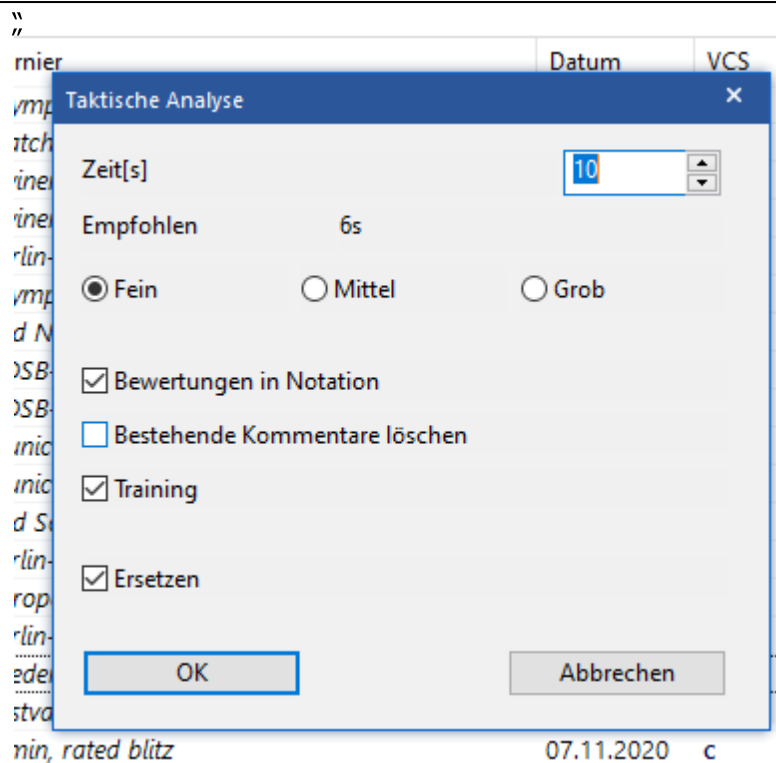 rnier Datum VCS
Taktische Analyse
Zeit[s] 10
Empfohlen 6s
Fein Mittel Grob
Bewertungen in Notation
Bestehende Kommentare löschen
Training
Ersetzen
OK Abbrechen
min, rated blitz 07.11.2020 c